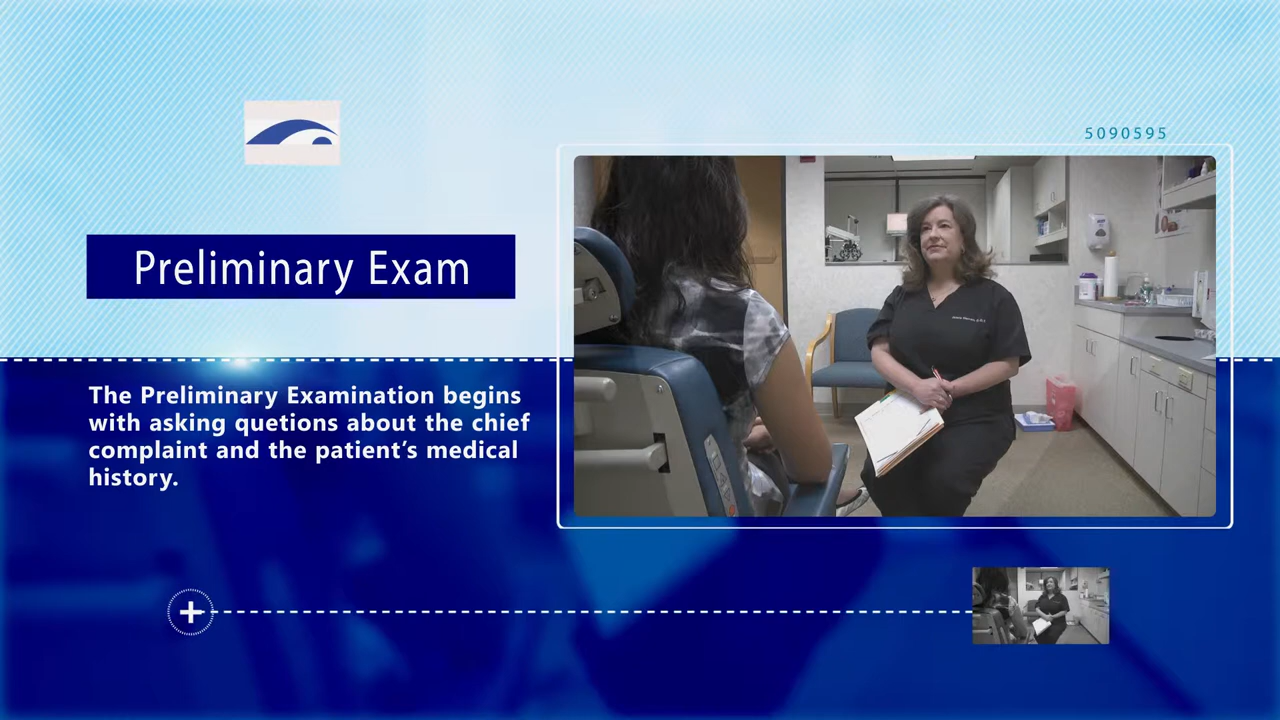 5090595
Preliminary Exam
The Preliminary Examination begins
with asking quetions about the chief
complaint and the patient’s medical
history.